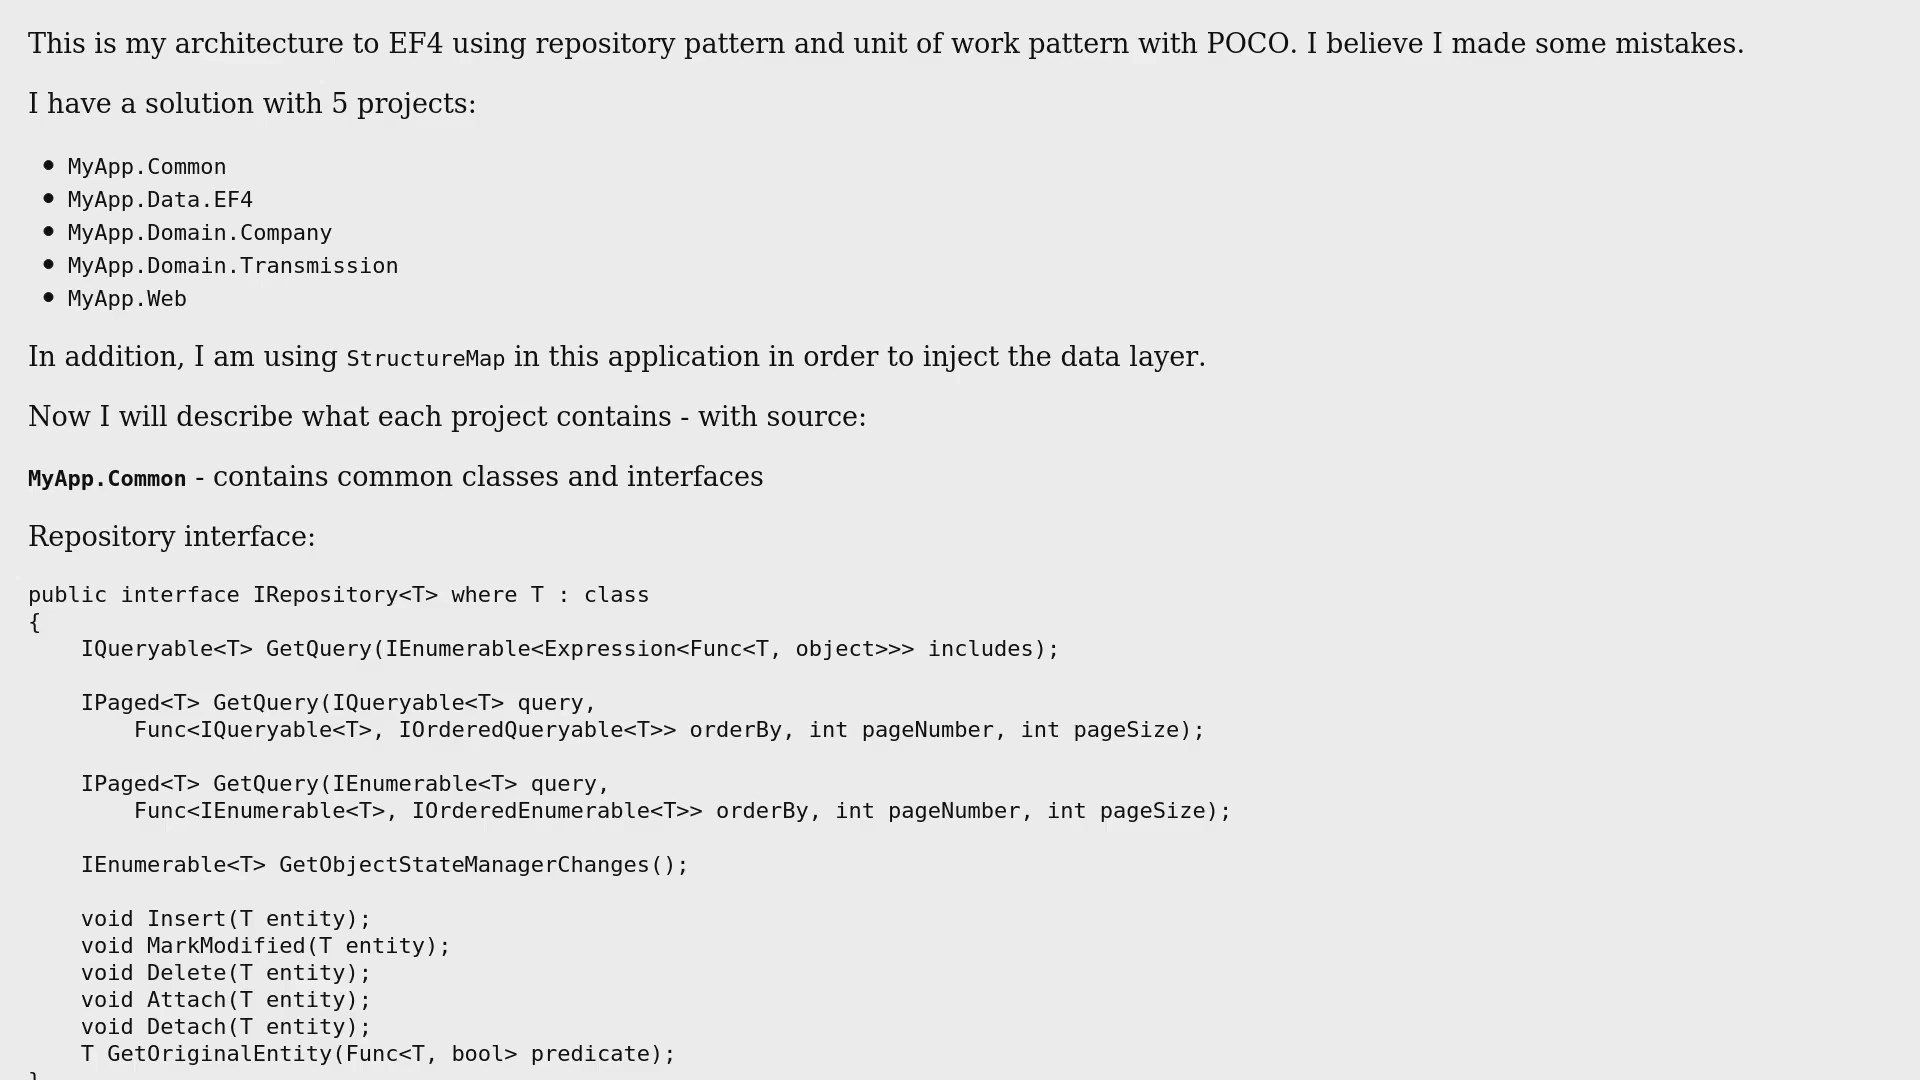 This is my architecture to EF4 using repository pattern and unit of work pattern with POCO. I believe I made some mistakes.
I have a solution with 5 projects:
• MyApp.Common
• MyApp.Data.EF4
• MyApp.Domain.Company
• MyApp.Domain.Transmission
• MyApp.Web
In addition, I am using StructureMap in this application in order to inject the data layer.
Now I will describe what each project contains - with source:
MyApp.Common - contains common classes and interfaces
Repository interface:
public interface IRepository<T> where T : class
{
    IQueryable<T> GetQuery(IEnumerable<Expression<Func<T, object>>> includes);
    IPaged<T> GetQuery(IQueryable<T> query,
        Func<IQueryable<T>, IOrderedQueryable<T>> orderBy, int pageNumber, int pageSize);
    IPaged<T> GetQuery(IEnumerable<T> query,
        Func<IEnumerable<T>, IOrderedEnumerable<T>> orderBy, int pageNumber, int pageSize);
    IEnumerable<T> GetObjectStateManagerChanges();
    void Insert(T entity);
    void MarkModified(T entity);
    void Delete(T entity);
    void Attach(T entity);
    void Detach(T entity);
    T GetOriginalEntity(Func<T, bool> predicate);
}